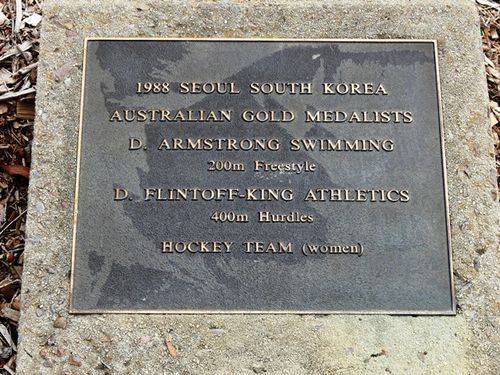 1988 SEOUL SOUTH KOREA
AUSTRALIAN GOLD MEDALISTS
D. ARMSTRONG SWIMMING
200m Freestyle
D. FLINTOFF-KING ATHLETICS
400m Hurdles
HOCKEY TEAM (women)